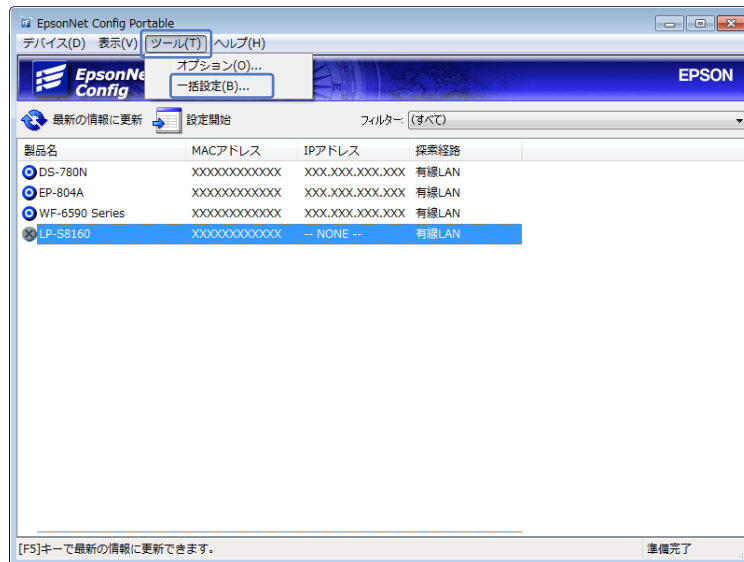 EpsonNet Config Portable
デバイス(D) 表示(V) ツール(T) ヘルプ(H)
オプション(O)...
一括設定(B)...
EpsonNe
Config
EPSON
最新の情報に更新 設定開始 フィルター: (すべて)
製品名 MACアドレス IPアドレス 探索経路
DS-780N XXXXXXXXXXXX XXX.XXX.XXX.XXX 有線LAN
EP-804A XXXXXXXXXXXX XXX.XXX.XXX.XXX 有線LAN
WF-6590 Series XXXXXXXXXXXX XXX.XXX.XXX.XXX 有線LAN
LP-S8160 XXXXXXXXXXXX -- NONE -- 有線LAN
[F5]キーで最新の情報に更新できます。 準備完了